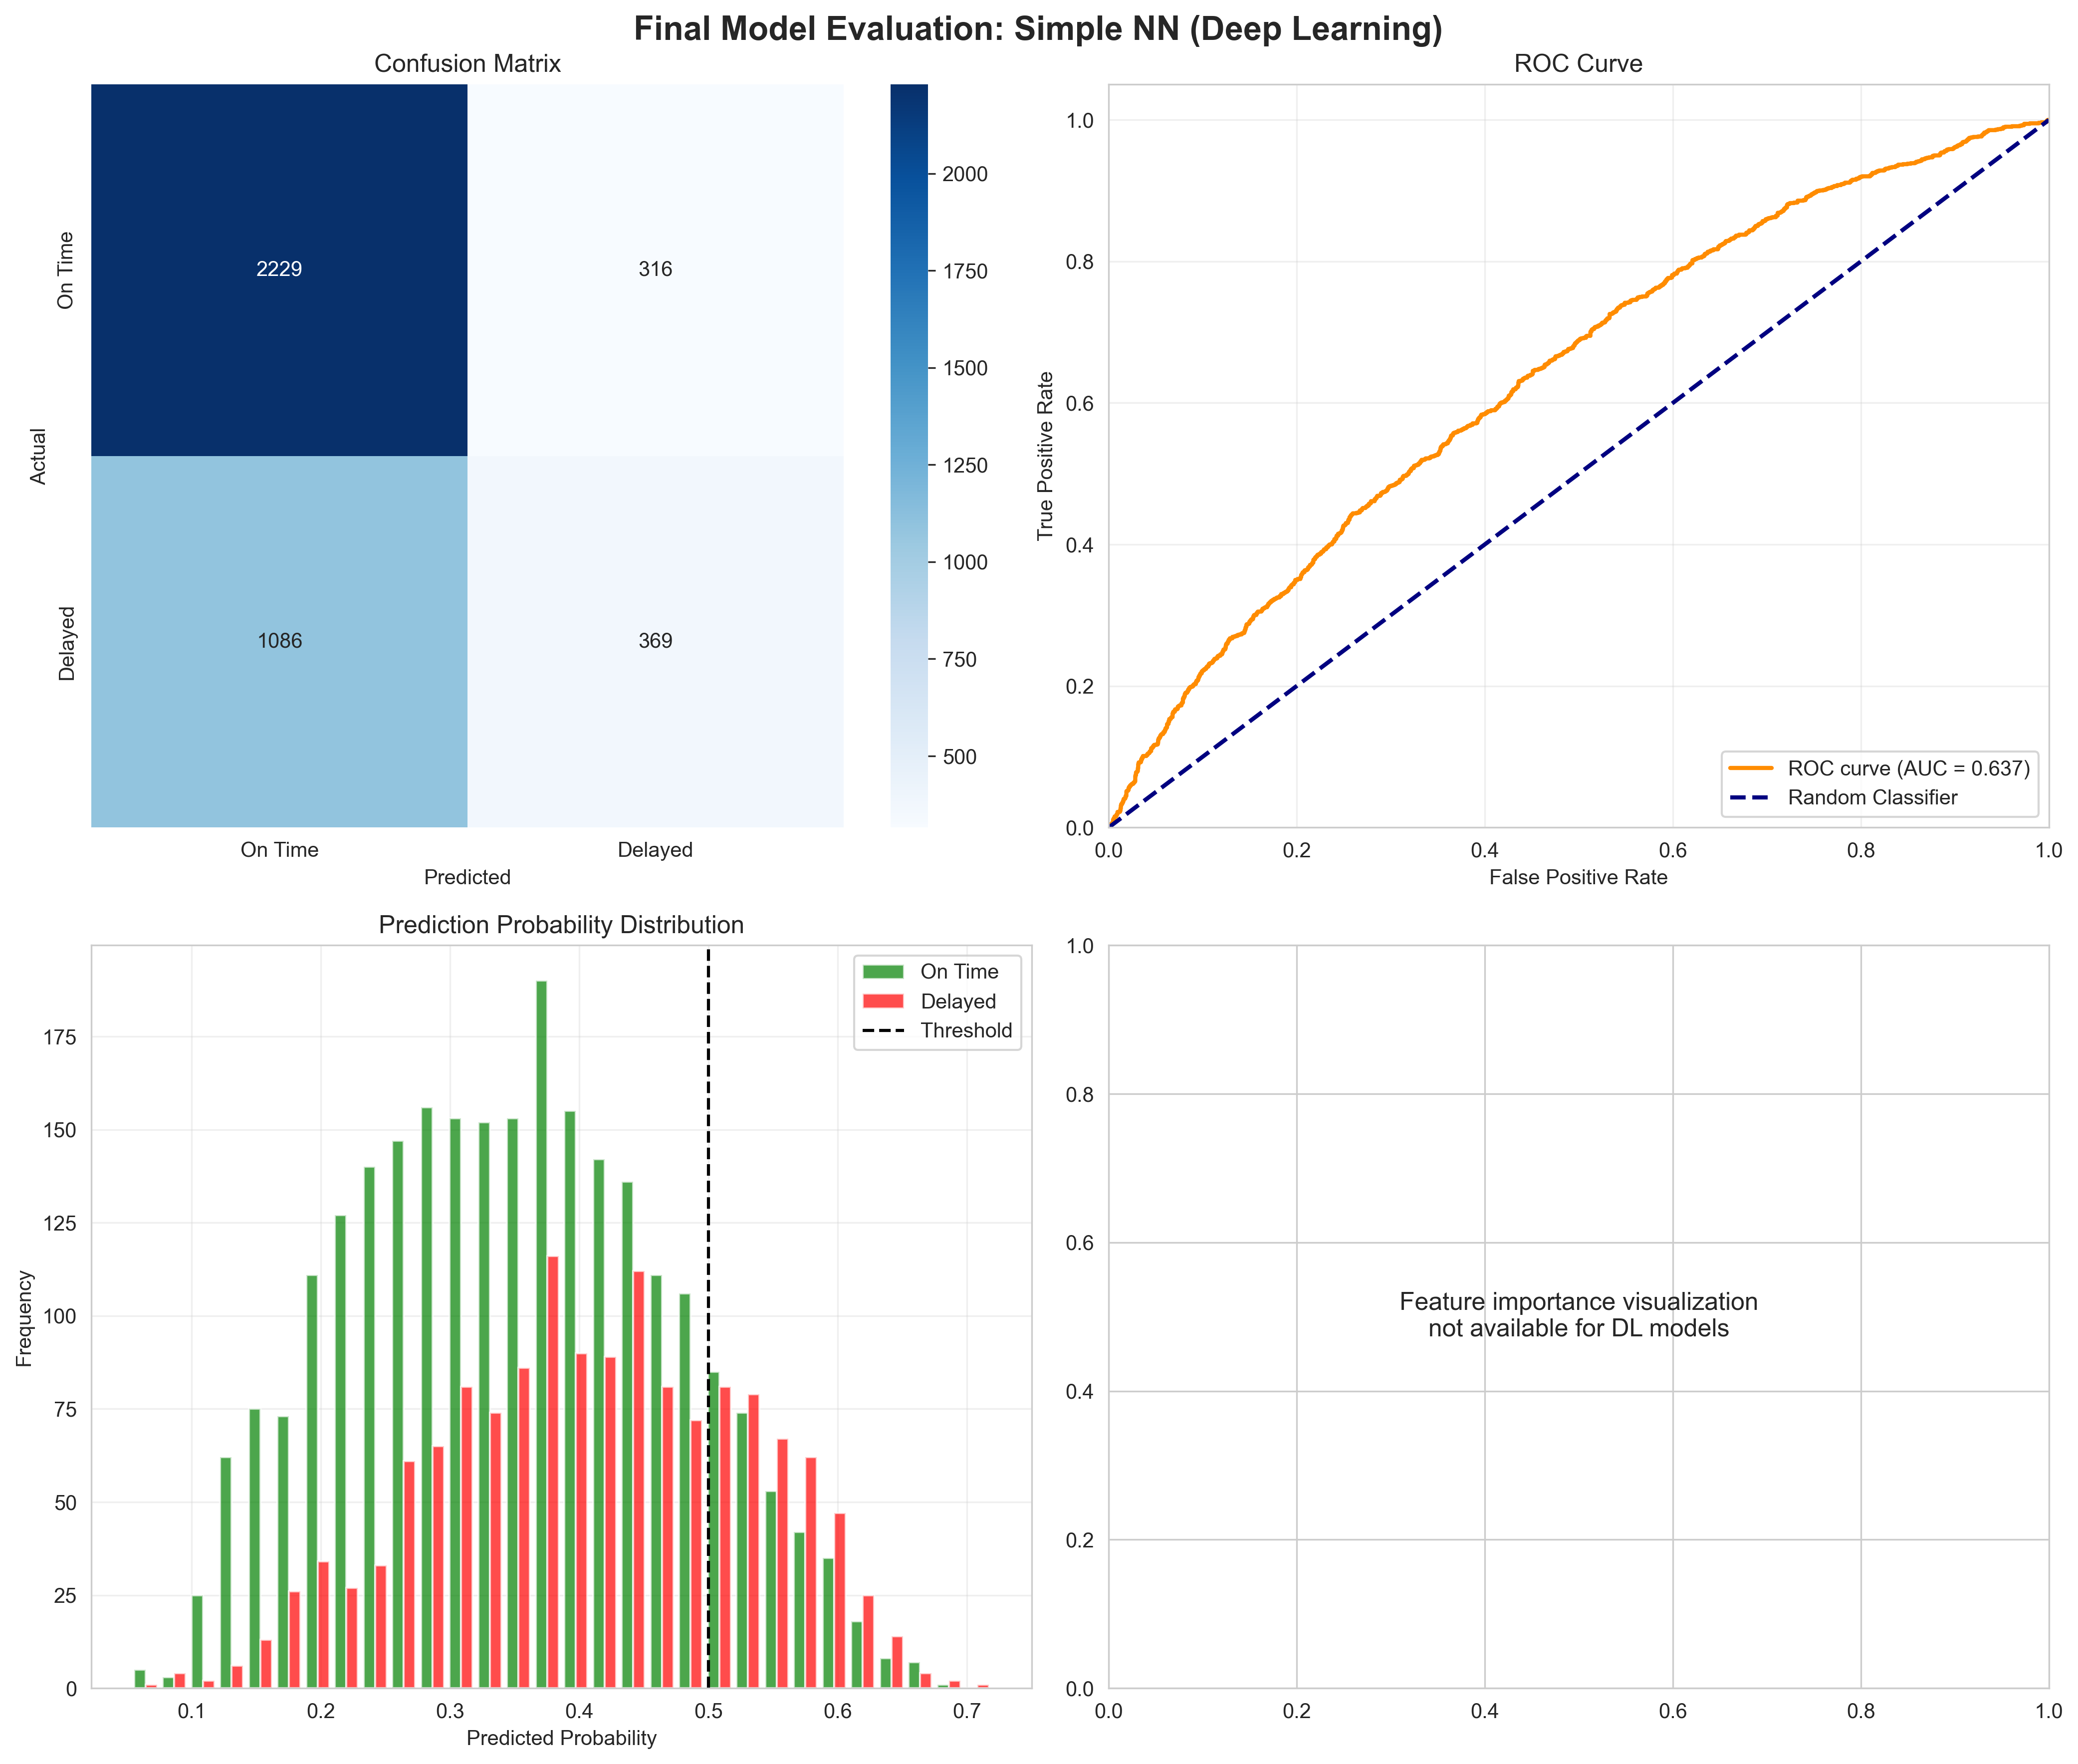 Final Model Evaluation: Simple NN (Deep Learning)
Confusion Matrix
Actual
On Time
Delayed
2229
316
1086
369
On Time
Delayed
Predicted
2000
1750
1500
1250
1000
750
500
ROC Curve
True Positive Rate
1.0
0.8
0.6
0.4
0.2
0.0
ROC curve (AUC = 0.637)
Random Classifier
0.0
0.2
0.4
0.6
0.8
1.0
False Positive Rate
Prediction Probability Distribution
Frequency
175
150
125
100
75
50
25
0
On Time
Delayed
Threshold
0.1
0.2
0.3
0.4
0.5
0.6
0.7
Predicted Probability
1.0
0.8
0.6
0.4
0.2
0.0
Feature importance visualization
not available for DL models
0.0
0.2
0.4
0.6
0.8
1.0